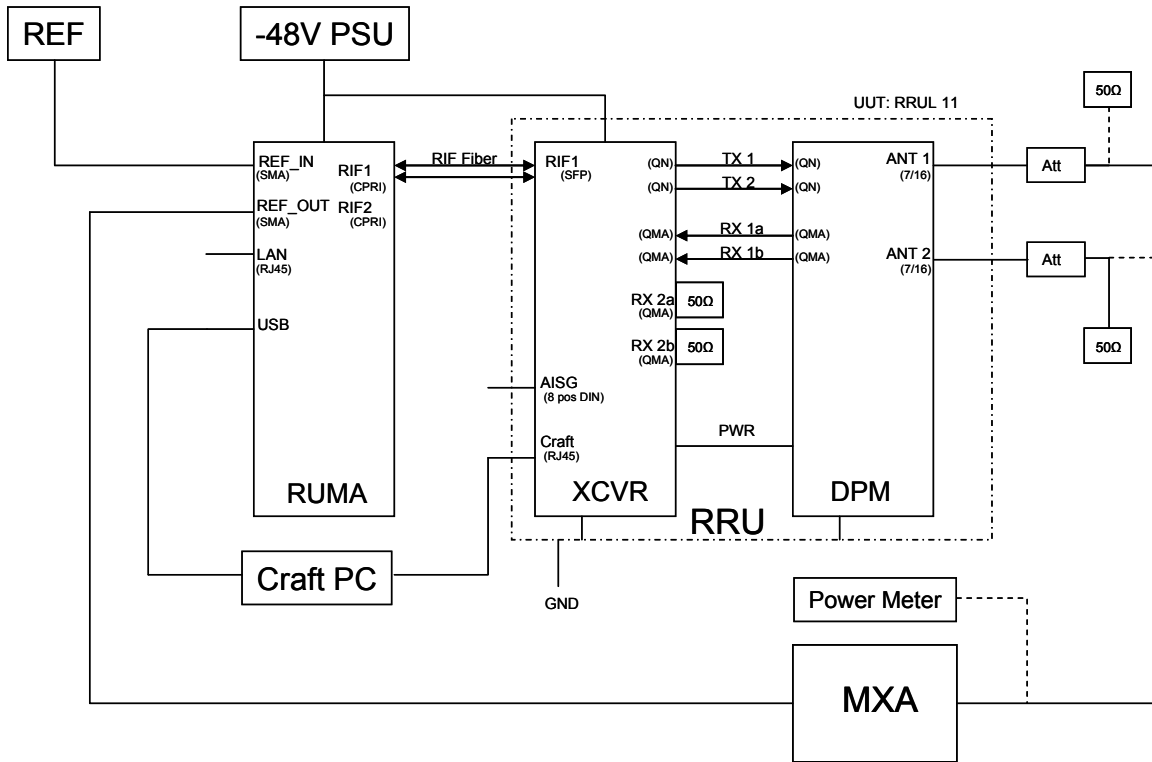 REF
-48V PSU
50Ω
UUT: RRUL 11
REF_IN
(SMA)
RIF1
(CPRI)
REF_OUT
(SMA)
RIF2
(CPRI)
LAN
(RJ45)
USB
RUMA
RIF Fiber
RIF1
(SFP)
(QN)
TX 1
(QN)
(QN)
TX 2
(QN)
(QMA)
RX 1a
(QMA)
(QMA)
RX 1b
(QMA)
RX 2a
(QMA)
50Ω
RX 2b
(QMA)
50Ω
AISG
(8 pos DIN)
Craft
(RJ45)
PWR
XCVR
ANT 1
(7/16)
ANT 2
(7/16)
DPM
Att
Att
50Ω
RRU
Craft PC
GND
Power Meter
MXA